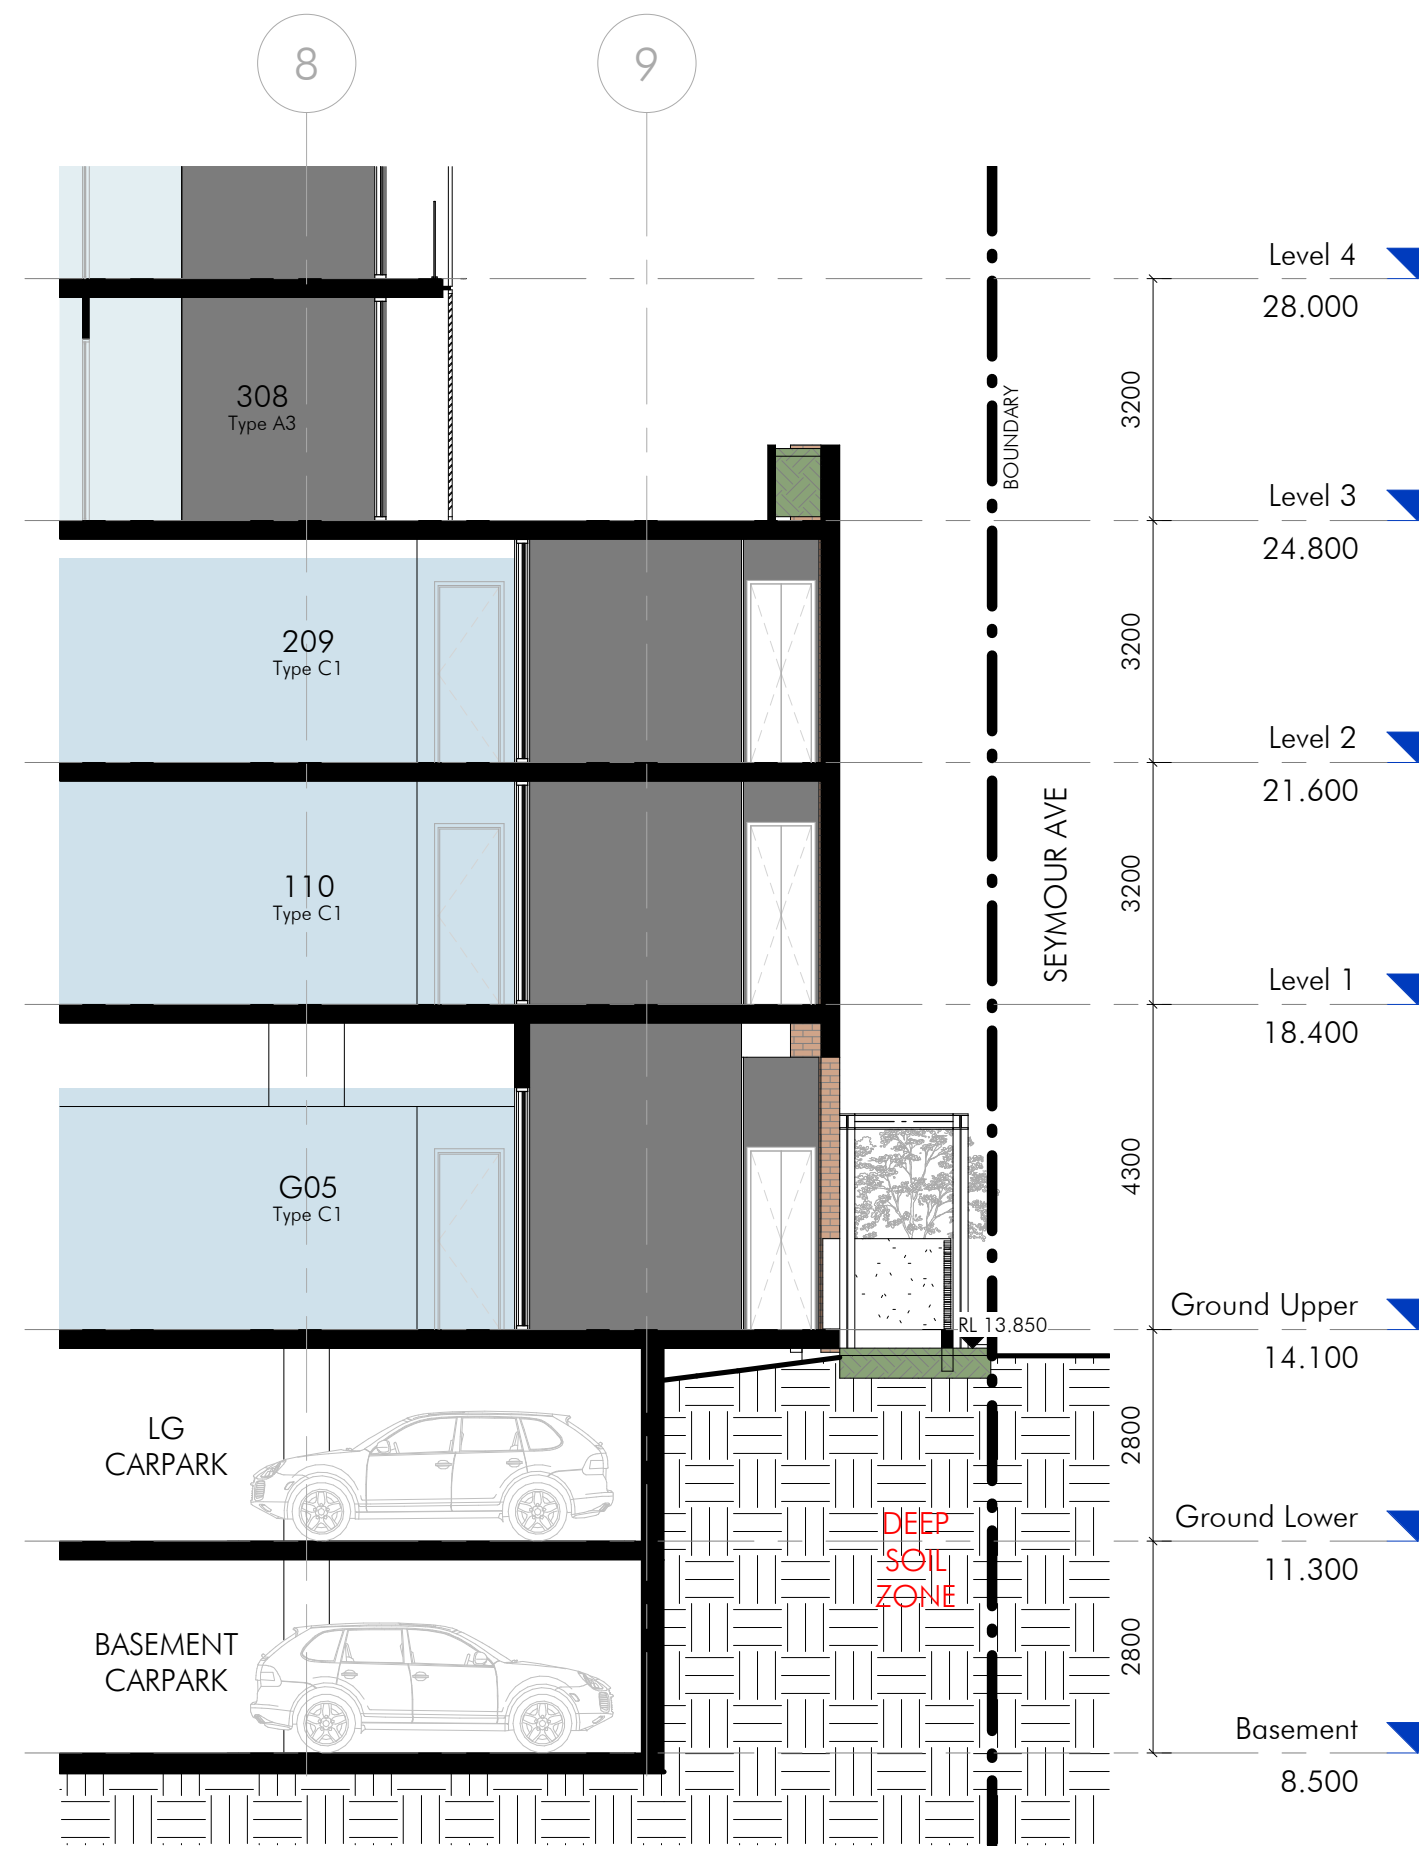 8
9
Level 4
28.000
3200
308
Type A3
BOUNDARY
Level 3
24.800
3200
209
Type C1
Level 2
21.600
SEYMOUR AVE
3200
110
Type C1
Level 1
18.400
4300
G05
Type C1
Ground Upper
RL 13.850
14.100
2800
LG
CARPARK
Ground Lower
DEEP
SOIL
ZONE
11.300
2800
BASEMENT
CARPARK
Basement
8.500